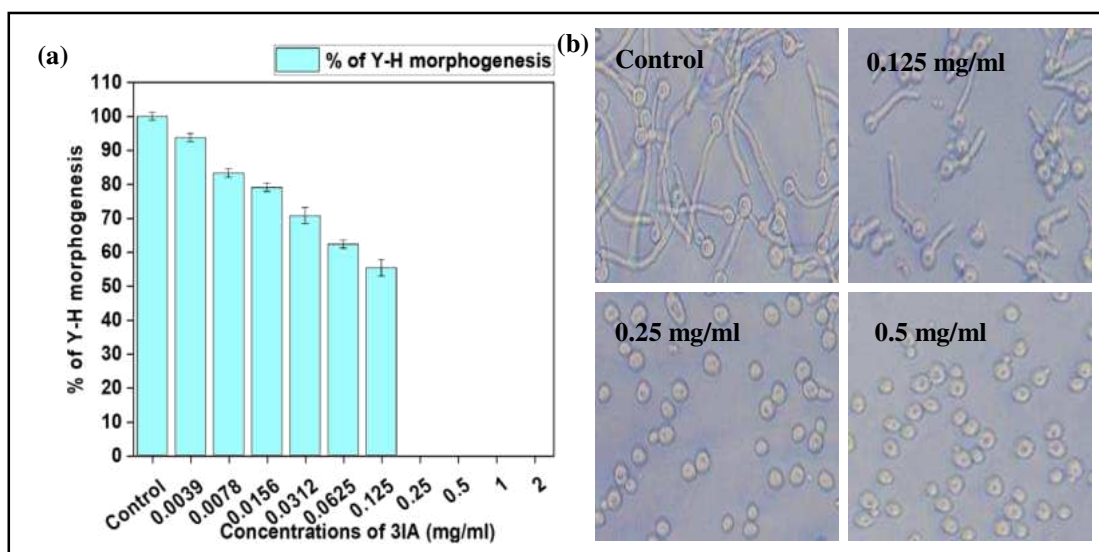 (a)
% of Y-H morphogenesis
% of Y-H morphogenesis
110
100
90
80
70
60
50
40
30
20
10
0
Control
0.0039
0.0078
0.0156
0.0312
0.0625
0.125
0.25
0.5
1
2
Concentrations of 3IA (mg/ml)
(b)
Control
0.125 mg/ml
0.25 mg/ml
0.5 mg/ml